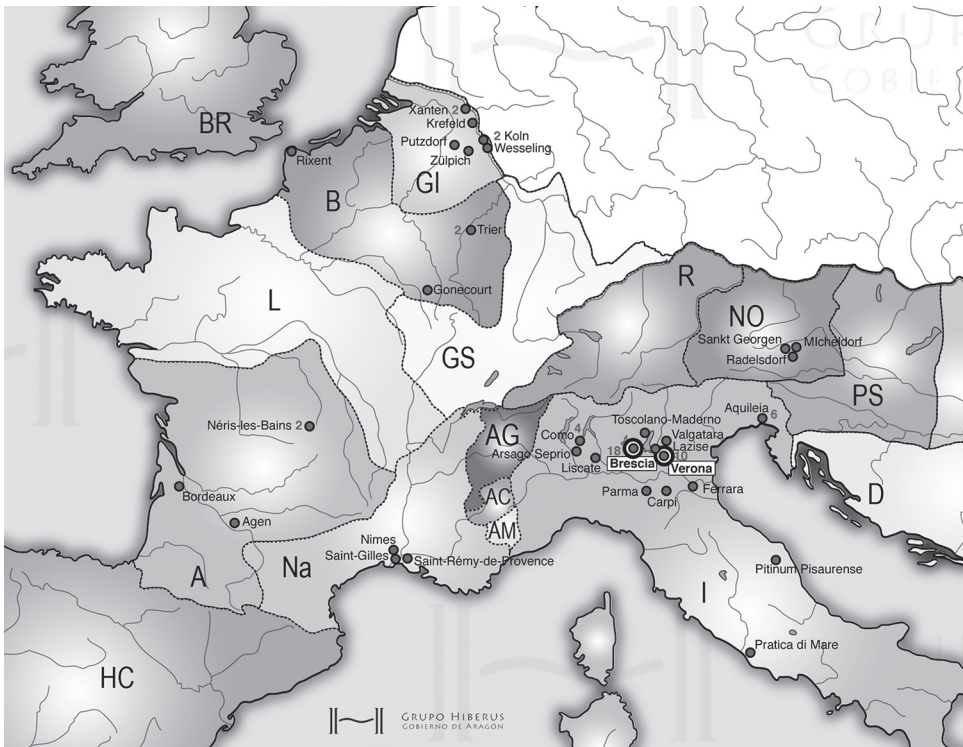 BR
Xanten 2
Krefeld
2 Koln
Putzdorf
Wesseling
Zülpich
Rixent
GI
B
2 Trier
Gonecourt
L
R
NO
Sankt Georgen
MIcheldorf
Radelsdorf
GS
PS
AG
Aquileia 6
Toscolano-Maderno
Néris-les-Bains 2
4
Como
Valgatara
Arsago Seprio
18
Lazise
10
Liscate
Brescia
Verona
Bordeaux
AC
Parma
Carpi
Ferrara
D
Agen
AM
Nimes
Saint-Gilles
Saint-Rémy-de-Provence
Na
A
Pitinum Pisaurense
I
Pratica di Mare
HC
GRUPO HIBERUS
GOBIERNO DE ARAGÓN